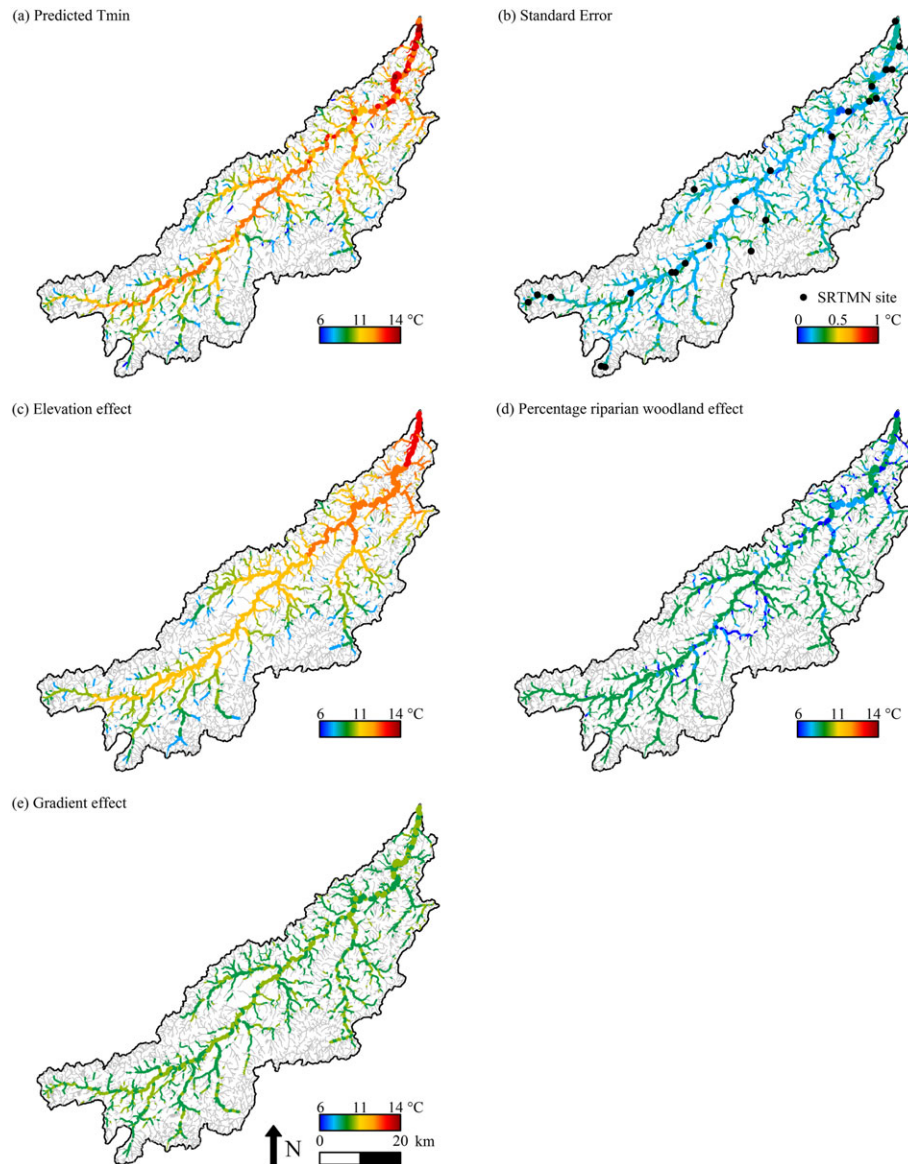 (a) Predicted Tmin
(b) Standard Error
SRTMN site
6 11 14 °C
0 0.5 1 °C
(c) Elevation effect
(d) Percentage riparian woodland effect
6 11 14 °C
6 11 14 °C
(e) Gradient effect
6 11 14 °C
0 20 km
N